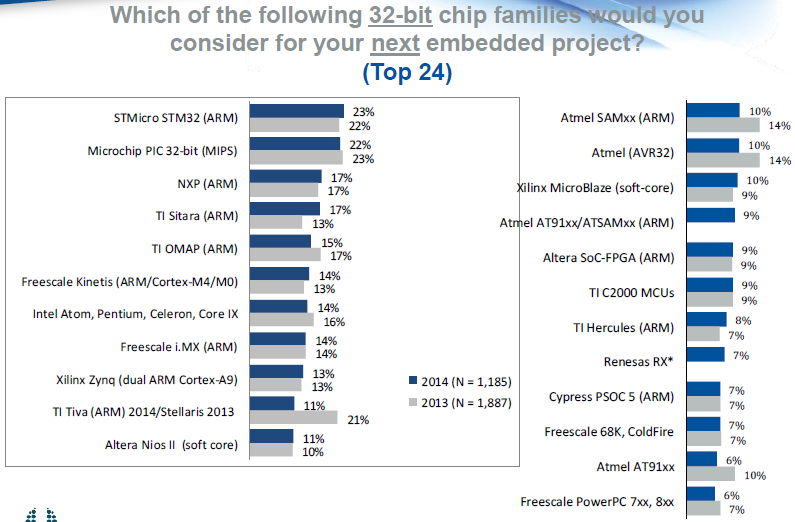 Which of the following 32-bit chip families would you
consider for your next embedded project?
(Top 24)
STMicro STM32 (ARM) 23%
22%
Microchip PIC 32-bit (MIPS) 22%
23%
NXP (ARM) 17%
17%
TI Sitara (ARM) 17%
13%
TI OMAP (ARM) 15%
17%
Freescale Kinetis (ARM/Cortex-M4/M0) 14%
13%
Intel Atom, Pentium, Celeron, Core IX 14%
16%
Freescale i.MX (ARM) 14%
14%
Xilinx Zynq (dual ARM Cortex-A9) 13%
13%
TI Tiva (ARM) 2014/Stellaris 2013 11%
21%
Altera Nios II (soft core) 11%
10%
2014 (N = 1,185)
2013 (N = 1,887)
Atmel SAMxx (ARM) 10%
14%
Atmel (AVR32) 10%
14%
Xilinx MicroBlaze (soft-core) 10%
9%
Atmel AT91xx/ATSAMxx (ARM) 9%
Altera SoC-FPGA (ARM) 9%
9%
TI C2000 MCUs 9%
9%
TI Hercules (ARM) 8%
7%
Renesas RX* 7%
Cypress PSOC 5 (ARM) 7%
7%
Freescale 68K, ColdFire 7%
7%
Atmel AT91xx 6%
10%
Freescale PowerPC 7xx, 8xx 6%
7%